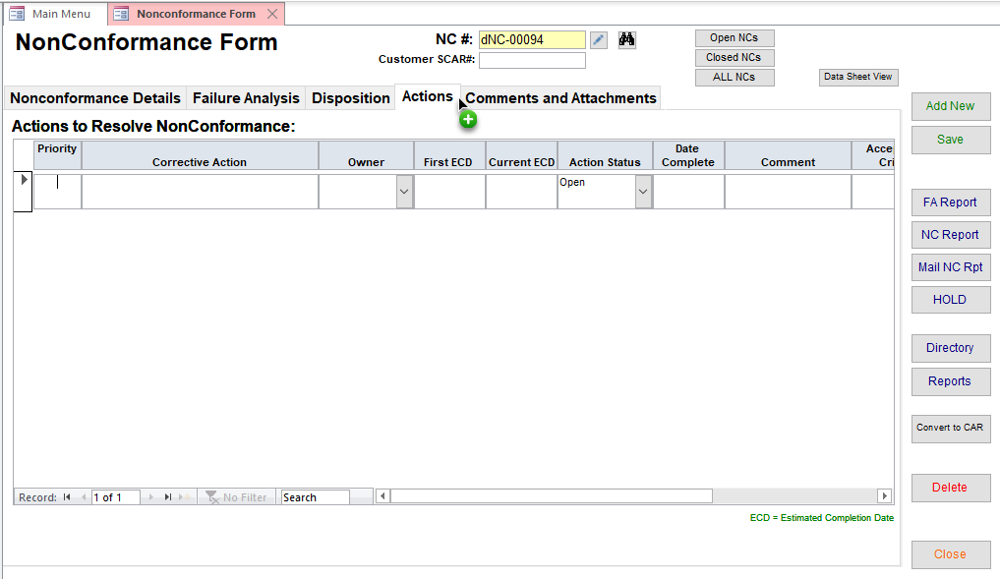 Main Menu
Nonconformance Form
NonConformance Form
NC #:
dNC-00094
Customer SCAR#:
Open NCs
Closed NCs
ALL NCs
Data Sheet View
Nonconformance Details
Failure Analysis
Disposition
Actions
Comments and Attachments
Add New
Save
Actions to Resolve NonConformance:
Priority
Corrective Action
Owner
First ECD
Current ECD
Action Status
Date
Complete
Comment
Acce
Cri
Open
FA Report
NC Report
Mail NC Rpt
HOLD
Directory
Reports
Convert to CAR
Delete
Record:
1 of 1
No Filter
Search
ECD = Estimated Completion Date
Close